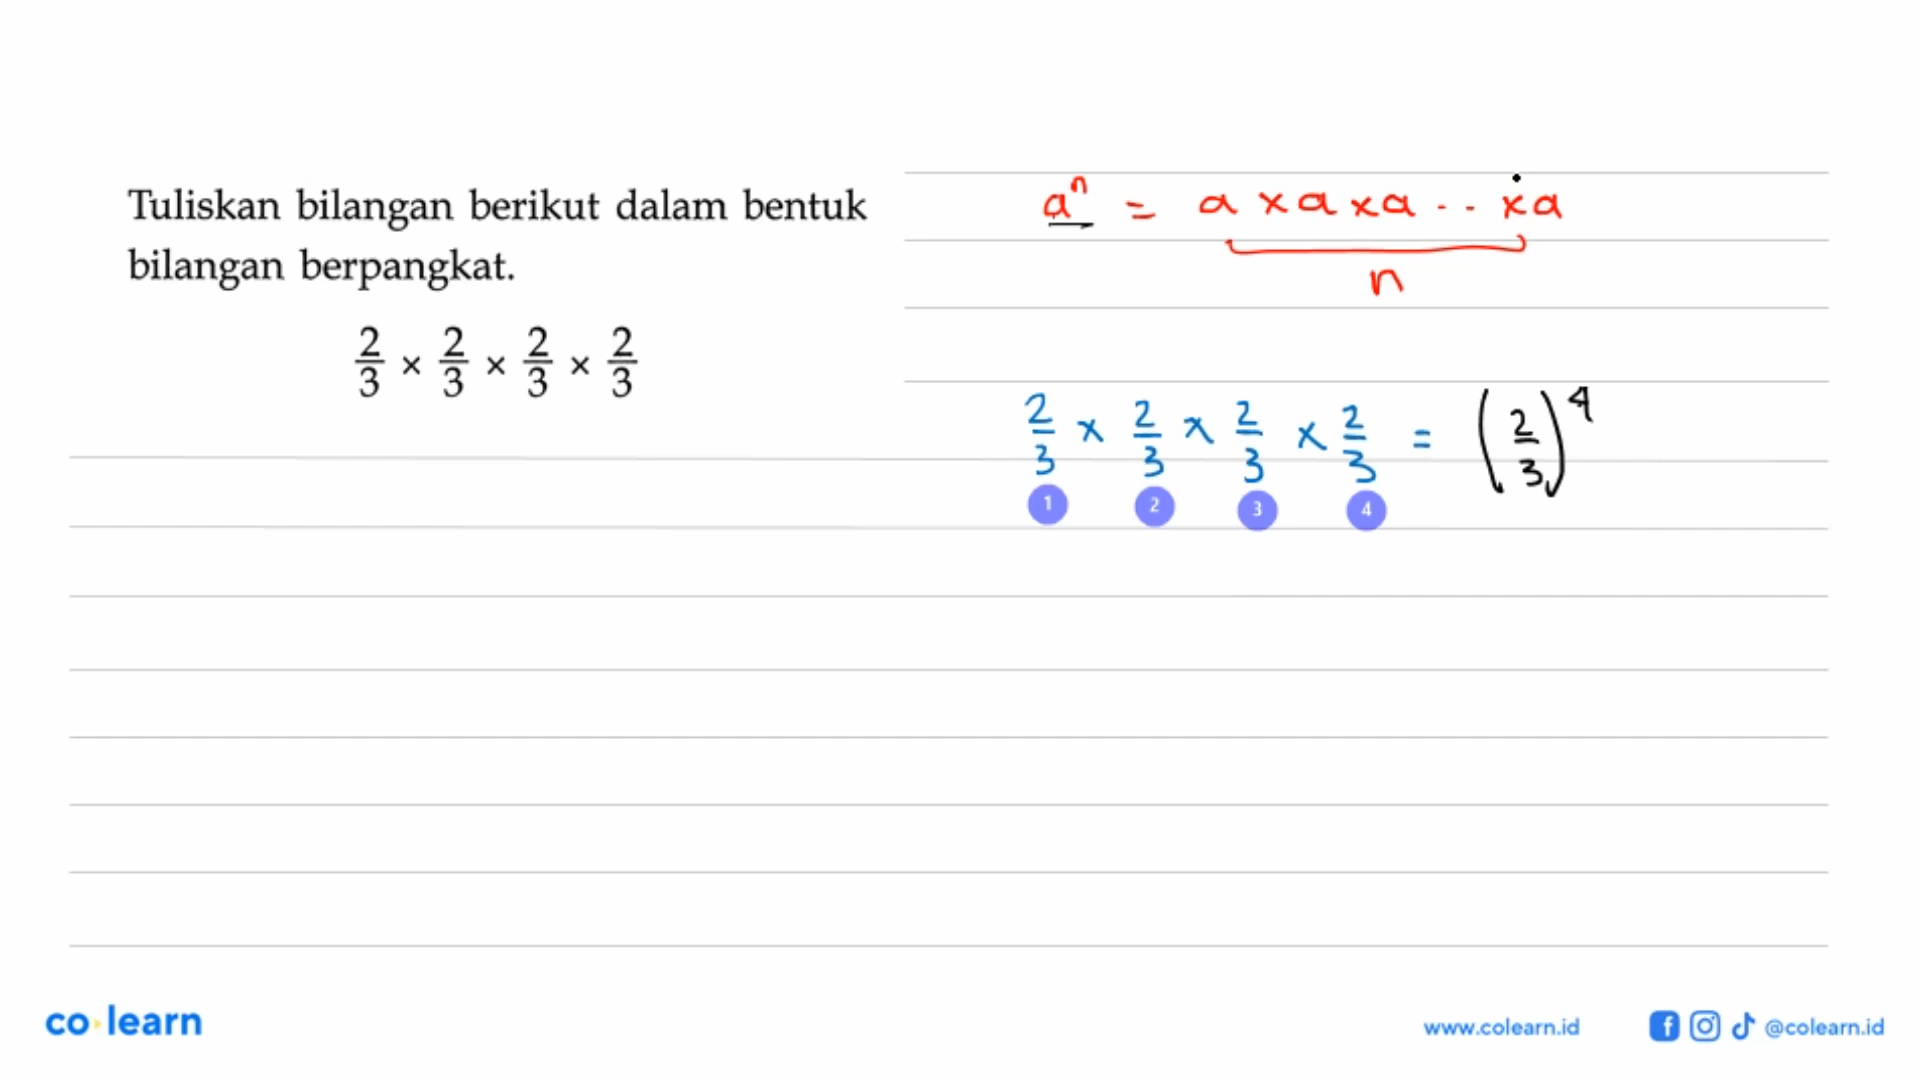 Tuliskan bilangan berikut dalam bentuk
bilangan berpangkat.
2/3 × 2/3 × 2/3 × 2/3
aⁿ = a x a x a .. x a
n
2/3 x 2/3 x 2/3 x 2/3 = (2/3)⁴
1 2 3 4
co learn
www.colearn.id @colearn.id